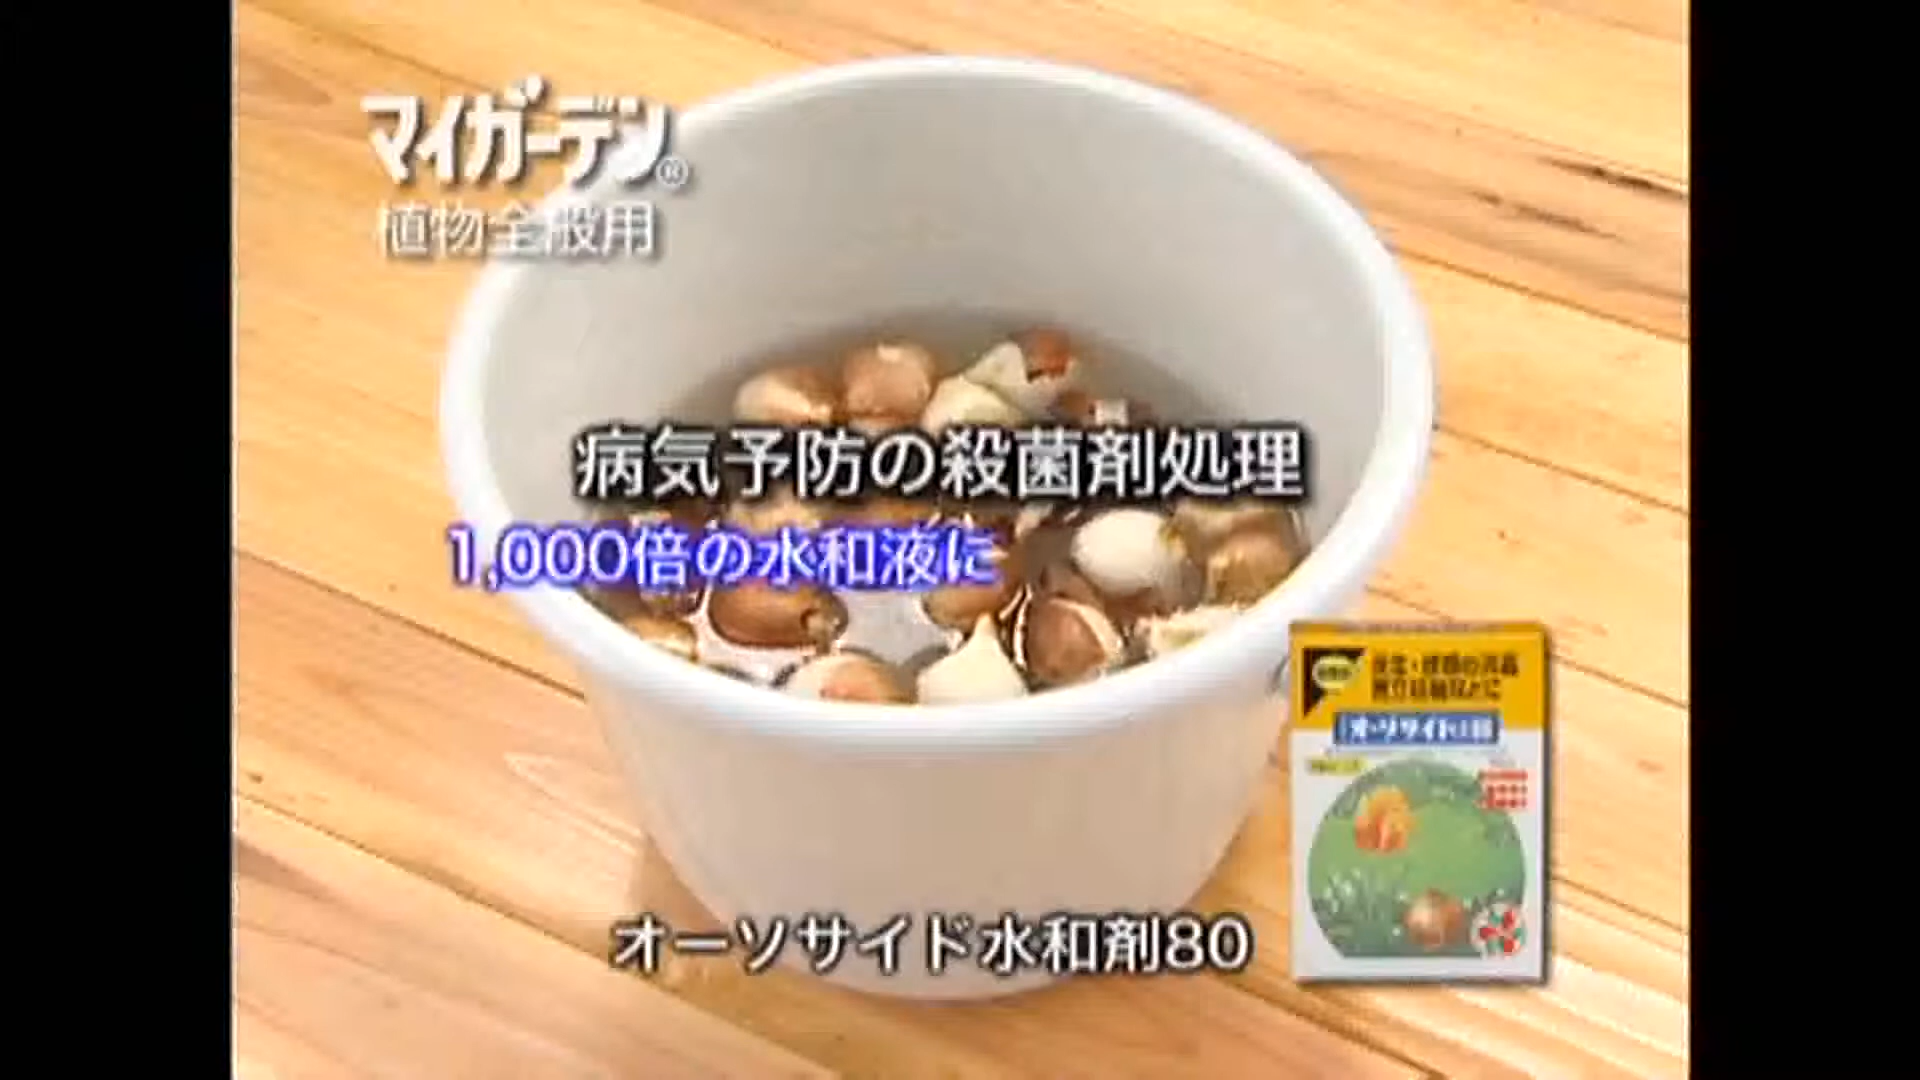 マイガーデン®
植物全般用
病気予防の殺菌剤処理
1,000倍の水和液に
オーソサイド水和剤80